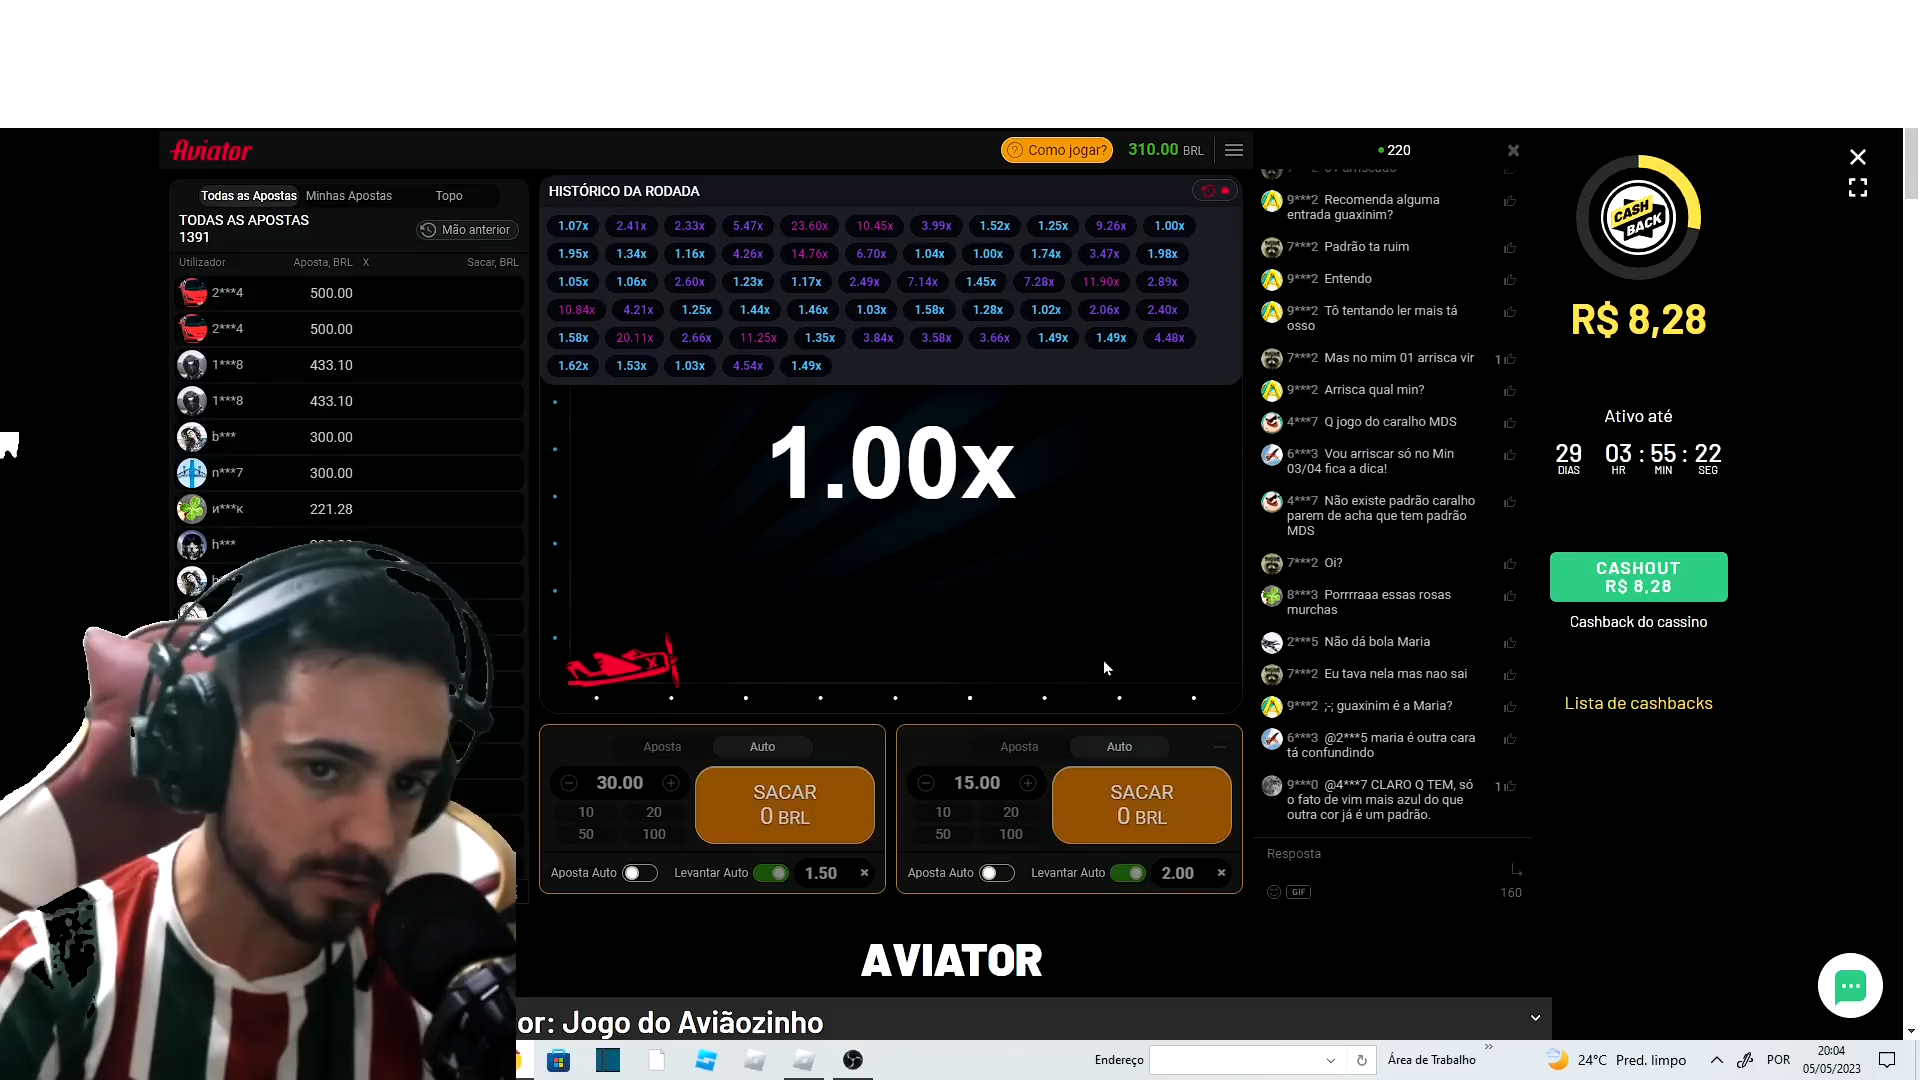 Aviator
Como jogar?
310.00 BRL
220
Todas as Apostas
Minhas Apostas
Topo
TODAS AS APOSTAS
1391
Mão anterior
Utilizador
Aposta, BRL X
Sacar, BRL
2***4 500.00
2***4 500.00
1***8 433.10
1***8 433.10
b*** 300.00
n***7 300.00
и***к 221.28
h***
HISTÓRICO DA RODADA
1.07x 2.41x 2.33x 5.47x 23.60x 10.45x 3.99x 1.52x 1.25x 9.26x 1.00x
1.95x 1.34x 1.16x 4.26x 14.76x 6.70x 1.04x 1.00x 1.74x 3.47x 1.98x
1.05x 1.06x 2.60x 1.23x 1.17x 2.49x 7.14x 1.45x 7.28x 11.90x 2.89x
10.84x 4.21x 1.25x 1.44x 1.46x 1.03x 1.58x 1.28x 1.02x 2.06x 2.40x
1.58x 20.11x 2.66x 11.25x 1.35x 3.84x 3.58x 3.66x 1.49x 1.49x 4.48x
1.62x 1.53x 1.03x 4.54x 1.49x
1.00x
Aposta Auto
30.00
10 20
50 100
SACAR
0 BRL
Aposta Auto
Levantar Auto
1.50
Aposta Auto
15.00
10 20
50 100
SACAR
0 BRL
Aposta Auto
Levantar Auto
2.00
9***2 Recomenda alguma
entrada guaxinim?
7***2 Padrão ta ruim
9***2 Entendo
9***2 Tô tentando ler mais tá
osso
7***2 Mas no mim 01 arrisca vir 1
9***2 Arrisca qual min?
4***7 Q jogo do caralho MDS
6***3 Vou arriscar só no Min
03/04 fica a dica!
4***7 Não existe padrão caralho
parem de acha que tem padrão
MDS
7***2 Oi?
8***3 Porrrraaa essas rosas
murchas
2***5 Não dá bola Maria
7***2 Eu tava nela mas nao sai
9***2 ;-; guaxinim é a Maria?
6***3 @2***5 maria é outra cara
tá confundindo
9***0 @4***7 CLARO Q TEM, só 1
o fato de vim mais azul do que
outra cor já é um padrão.
Resposta
GIF
160
CASH
BACK
R$ 8,28
Ativo até
29 03 : 55 : 22
DIAS HR MIN SEG
CASHOUT
R$ 8,28
Cashback do cassino
Lista de cashbacks
AVIATOR
or: Jogo do Aviãozinho
Endereço
Área de Trabalho
24°C Pred. limpo
POR
20:04
05/05/2023